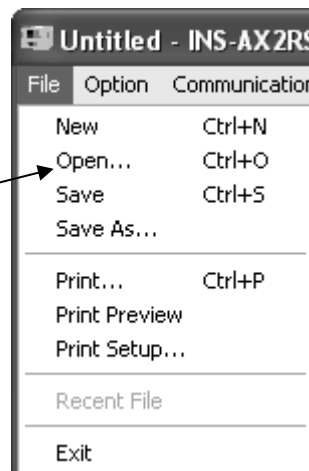 Untitled - INS-AX2RS
File Option Communication
New Ctrl+N
Open... Ctrl+O
Save Ctrl+S
Save As...
Print... Ctrl+P
Print Preview
Print Setup...
Recent File
Exit